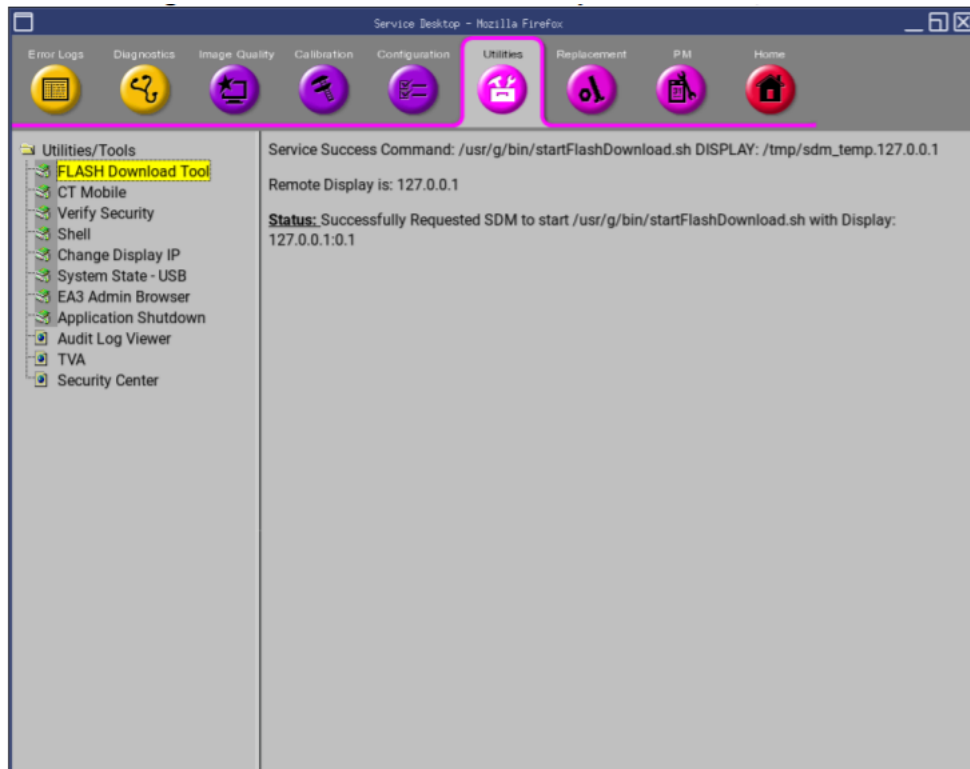 Service Desktop - Mozilla Firefox
Error Logs
Diagnostics
Image Quality
Calibration
Configuration
Utilities
Replacement
PM
Home
Utilities/Tools
FLASH Download Tool
CT Mobile
Verify Security
Shell
Change Display IP
System State - USB
EA3 Admin Browser
Application Shutdown
Audit Log Viewer
TVA
Security Center
Service Success Command: /usr/g/bin/startFlashDownload.sh DISPLAY: /tmp/sdm_temp.127.0.0.1
Remote Display is: 127.0.0.1
Status: Successfully Requested SDM to start /usr/g/bin/startFlashDownload.sh with Display:
127.0.0.1:0.1